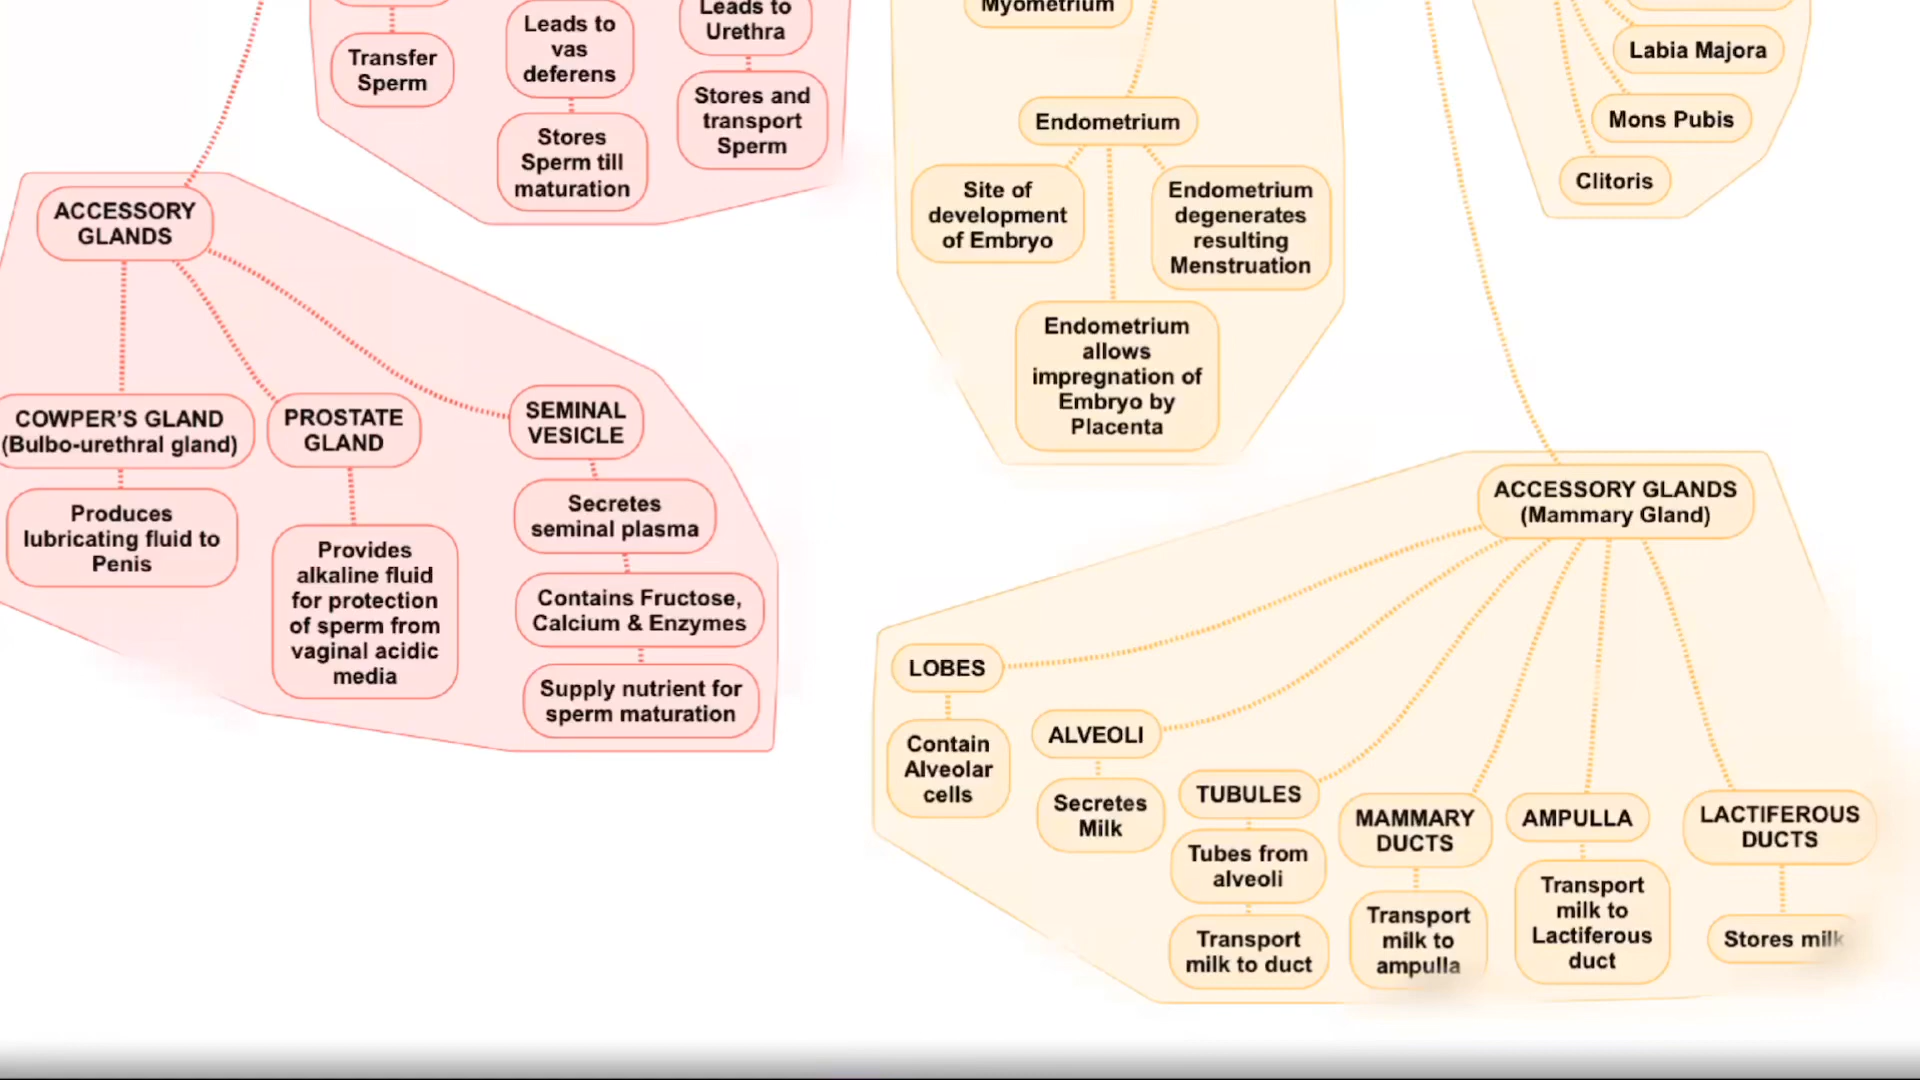 Transfer
Sperm
Leads to
vas
deferens
Stores
Sperm till
maturation
Leads to
Urethra
Stores and
transport
Sperm
ACCESSORY
GLANDS
COWPER’S GLAND
(Bulbo-urethral gland)
Produces
lubricating fluid to
Penis
PROSTATE
GLAND
Provides
alkaline fluid
for protection
of sperm from
vaginal acidic
media
SEMINAL
VESICLE
Secretes
seminal plasma
Contains Fructose,
Calcium & Enzymes
Supply nutrient for
sperm maturation
Myometrium
Endometrium
Site of
development
of Embryo
Endometrium
allows
impregnation of
Embryo by
Placenta
Endometrium
degenerates
resulting
Menstruation
Labia Majora
Mons Pubis
Clitoris
ACCESSORY GLANDS
(Mammary Gland)
LOBES
Contain
Alveolar
cells
ALVEOLI
Secretes
Milk
TUBULES
Tubes from
alveoli
Transport
milk to duct
MAMMARY
DUCTS
Transport
milk to
ampulla
AMPULLA
Transport
milk to
Lactiferous
duct
LACTIFEROUS
DUCTS
Stores milk